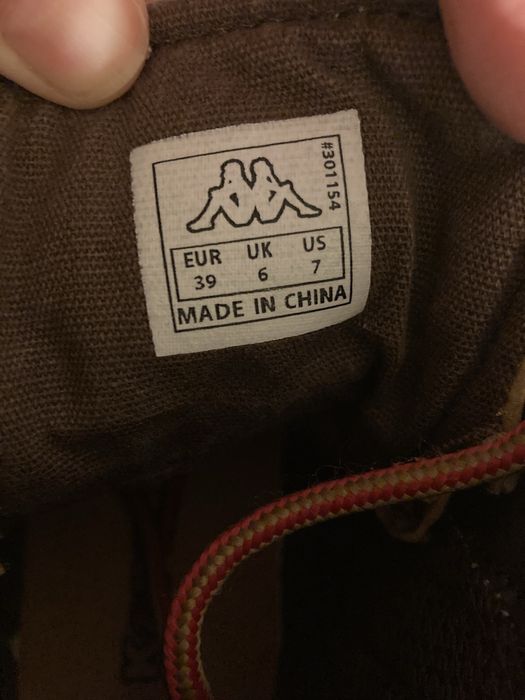 #301154
EUR UK US
39 6 7
MADE IN CHINA